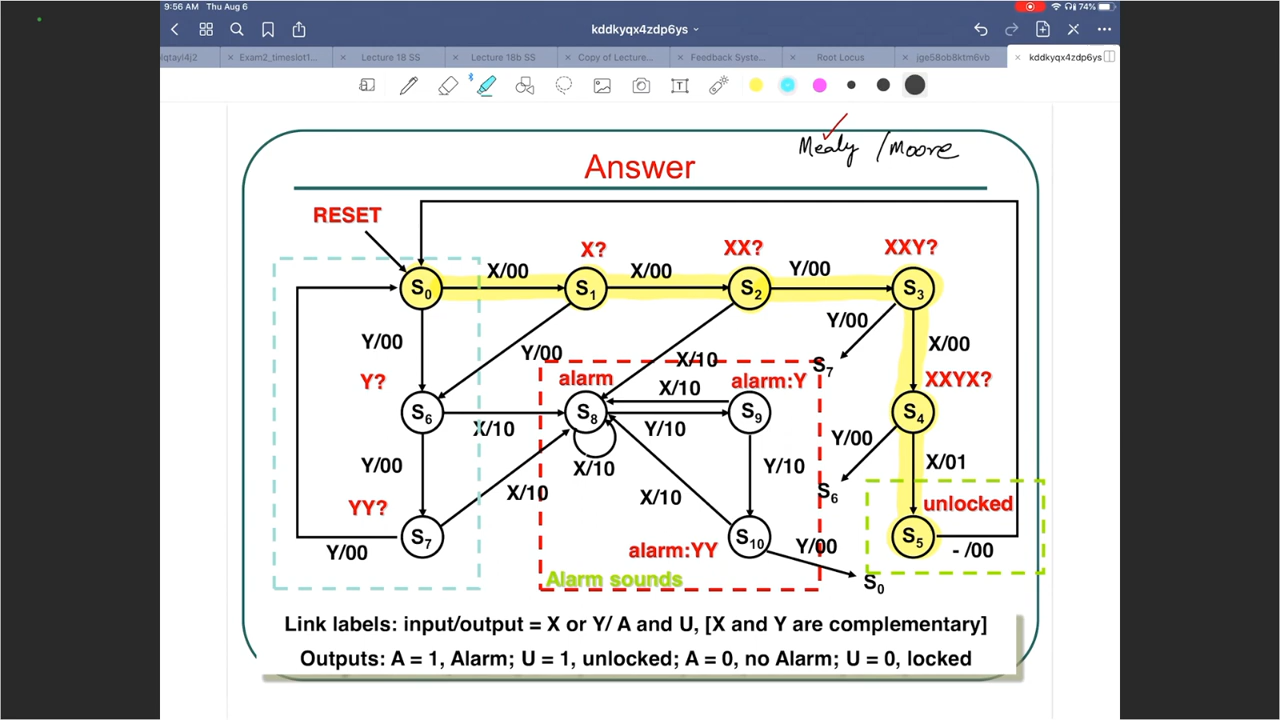 9:56 AM Thu Aug 6
74%
kddkyqx4zdp6ys
lqtayl4j2
Exam2_timeslot1...
Lecture 18 SS
Lecture 18b SS
Copy of Lecture...
Feedback Syste...
Root Locus
jge58ob8ktm6vb
kddkyqx4zdp6ys
Mealy / Moore
Answer
RESET
X? XX? XXY?
X/00 X/00 Y/00
S0 S1 S2 S3
Y/00
Y/00
Y/00
X/00
X/10
S7
Y? alarm X/10 alarm:Y XXYX?
S6 S8 S9 S4
X/10 Y/10 Y/00
Y/00 X/10 Y/10 X/01
X/10 X/10 S6
YY? unlocked
S7 S10 S5
Y/00 alarm:YY Y/00 - /00
Alarm sounds S0
Link labels: input/output = X or Y/ A and U, [X and Y are complementary]
Outputs: A = 1, Alarm; U = 1, unlocked; A = 0, no Alarm; U = 0, locked